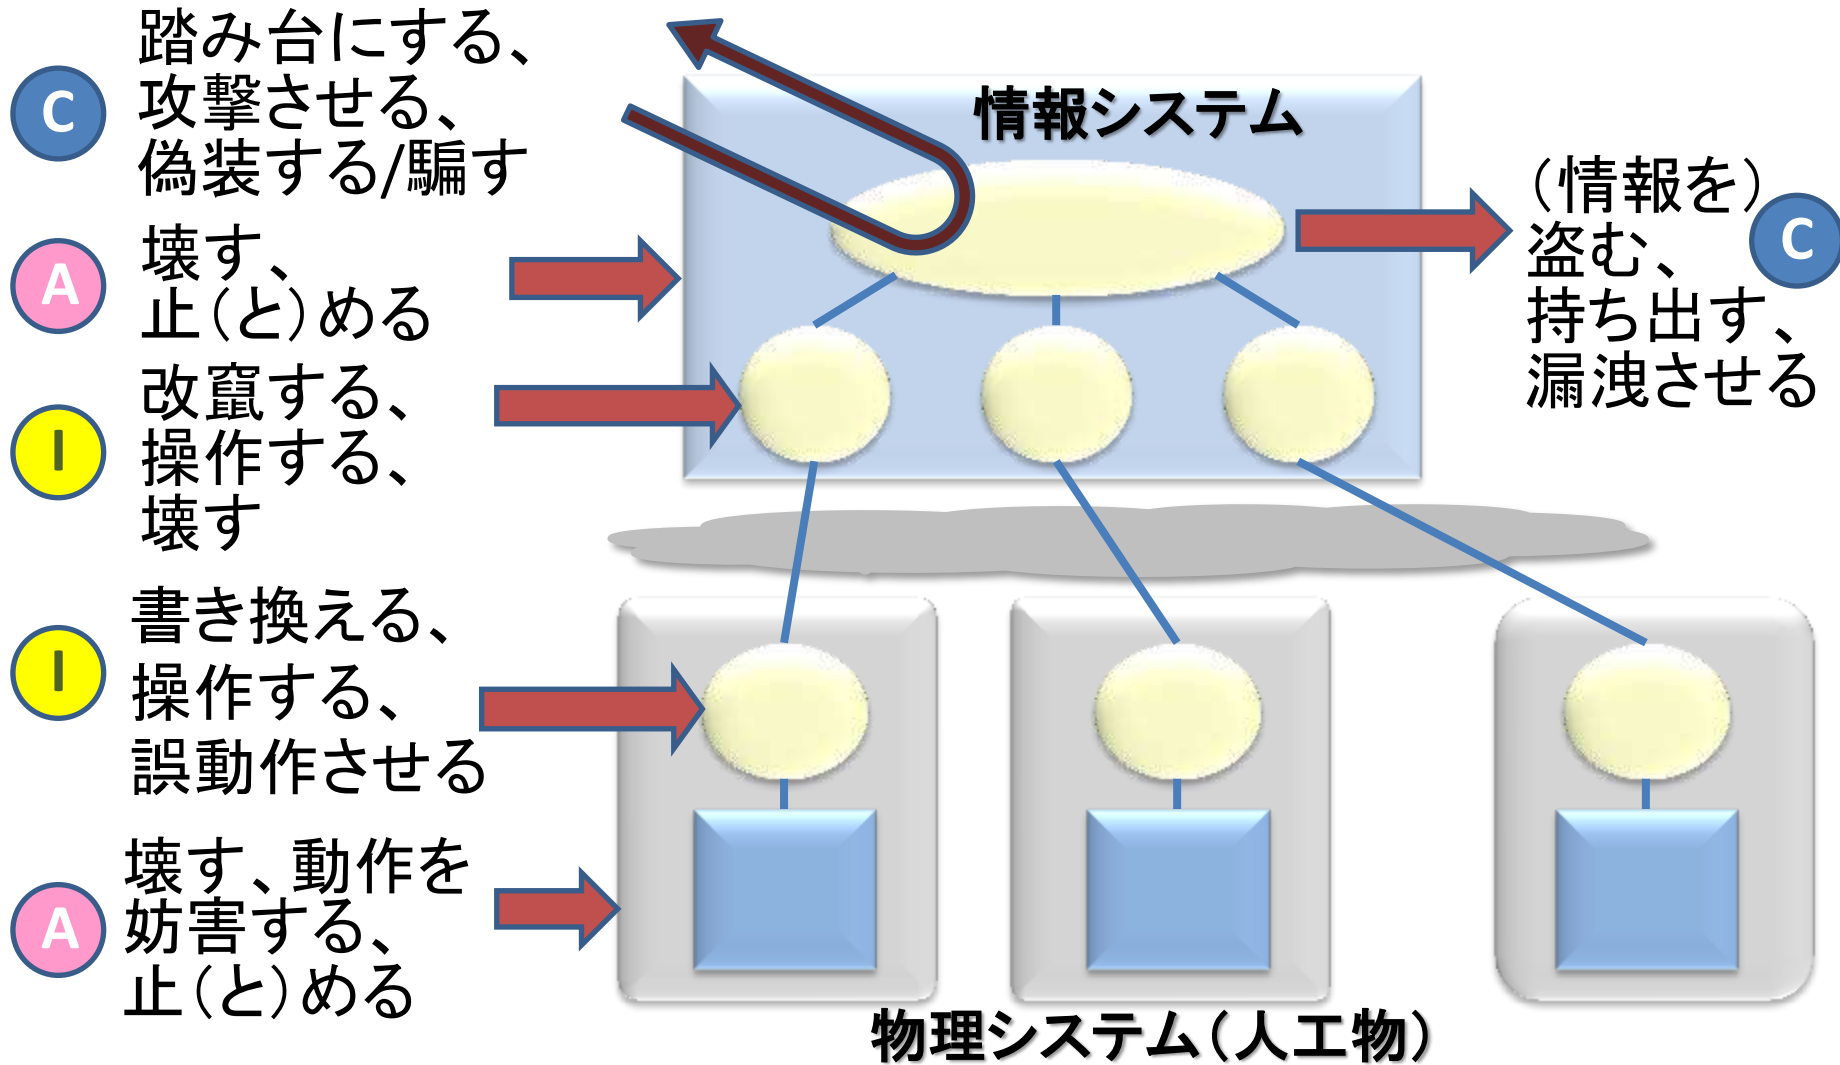 C
踏み台にする、
攻撃させる、
偽装する/騙す
A
壊す、
止(と)める
I
改竄する、
操作する、
壊す
I
書き換える、
操作する、
誤動作させる
A
壊す、動作を
妨害する、
止(と)める
情報システム
(情報を)
盗む、
持ち出す、
漏洩させる
C
物理システム(人工物)